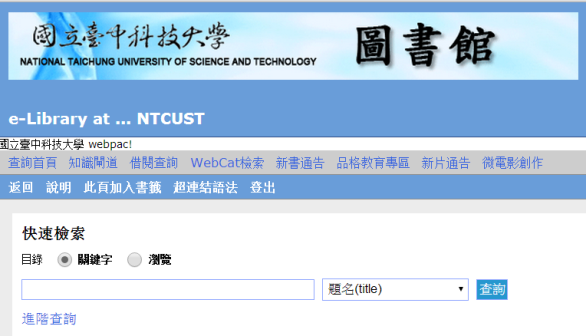 國立臺中科技大學 圖書館
NATIONAL TAICHUNG UNIVERSITY OF SCIENCE AND TECHNOLOGY
e-Library at ... NTCUST
國立臺中科技大學 webpac!
查詢首頁 知識閘道 借閱查詢 WebCat檢索 新書通告 品格教育專區 新片通告 微電影創作
返回 說明 此頁加入書籤 超連結語法 登出
快速檢索
目錄 關鍵字 瀏覽
題名(title) 查詢
進階查詢